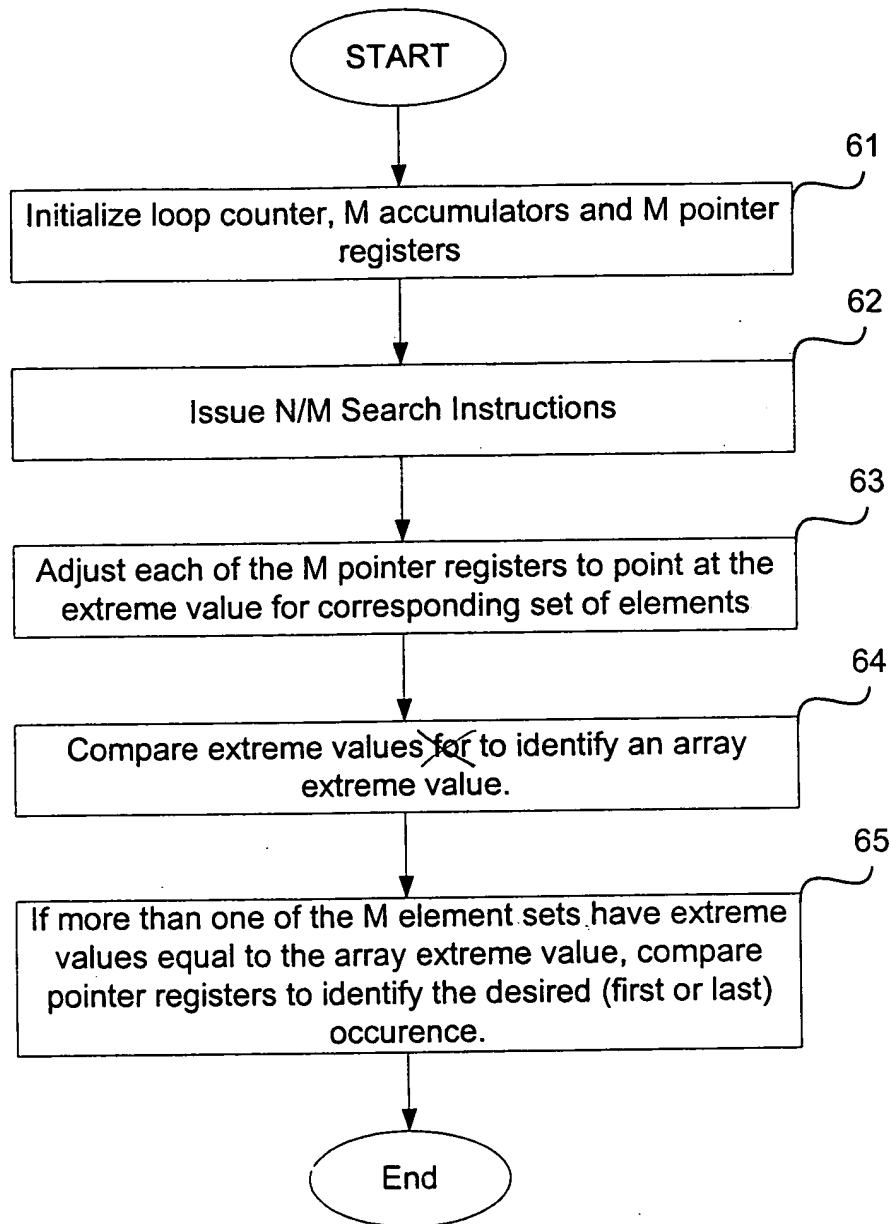 START
61
Initialize loop counter, M accumulators and M pointer
registers
62
Issue N/M Search Instructions
63
Adjust each of the M pointer registers to point at the
extreme value for corresponding set of elements
64
Compare extreme values for to identify an array
extreme value.
65
If more than one of the M element sets have extreme
values equal to the array extreme value, compare
pointer registers to identify the desired (first or last)
occurence.
End